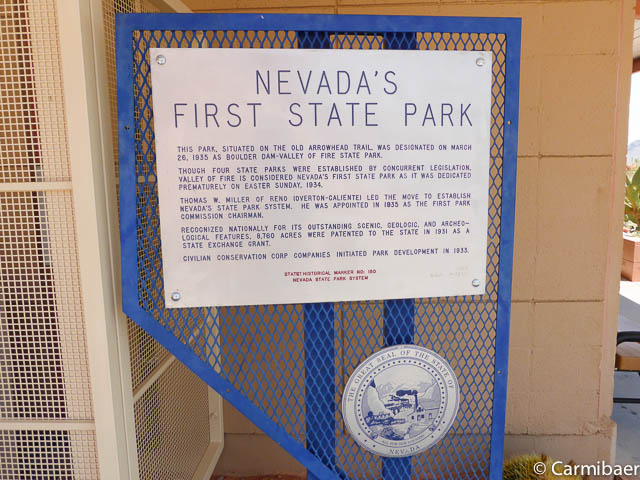 NEVADA'S
FIRST STATE PARK
THIS PARK, SITUATED ON THE OLD ARROWHEAD TRAIL, WAS DESIGNATED ON MARCH
26, 1935 AS BOULDER DAM-VALLEY OF FIRE STATE PARK.
THOUGH FOUR STATE PARKS WERE ESTABLISHED BY CONCURRENT LEGISLATION,
VALLEY OF FIRE IS CONSIDERED NEVADA'S FIRST STATE PARK AS IT WAS DEDICATED
PREMATURELY ON EASTER SUNDAY, 1934.
THOMAS W. MILLER OF RENO (OVERTON-CALIENTE) LED THE MOVE TO ESTABLISH
NEVADA'S STATE PARK SYSTEM. HE WAS APPOINTED IN 1935 AS THE FIRST PARK
COMMISSION CHAIRMAN.
RECOGNIZED NATIONALLY FOR ITS OUTSTANDING SCENIC, GEOLOGIC, AND ARCHEO-
LOGICAL FEATURES, 8,760 ACRES WERE PATENTED TO THE STATE IN 1931 AS A
STATE EXCHANGE GRANT.
CIVILIAN CONSERVATION CORP COMPANIES INITIATED PARK DEVELOPMENT IN 1933.
STATE HISTORICAL MARKER NO. 150
NEVADA STATE PARK SYSTEM
THE GREAT SEAL OF THE STATE OF
NEVADA
ALL FOR OUR COUNTRY
© Carmibaer